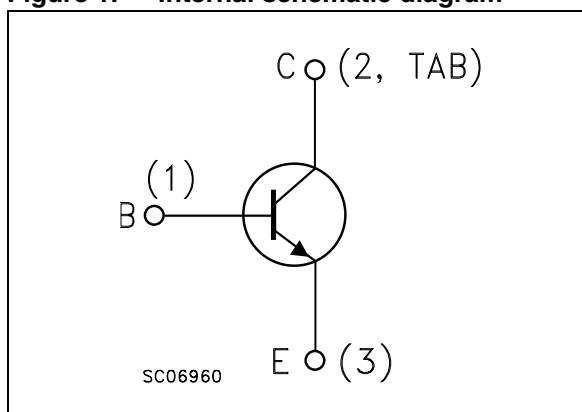 Figure 1. Internal schematic diagram
C (2, TAB)
(1)
B
E (3)
SC06960